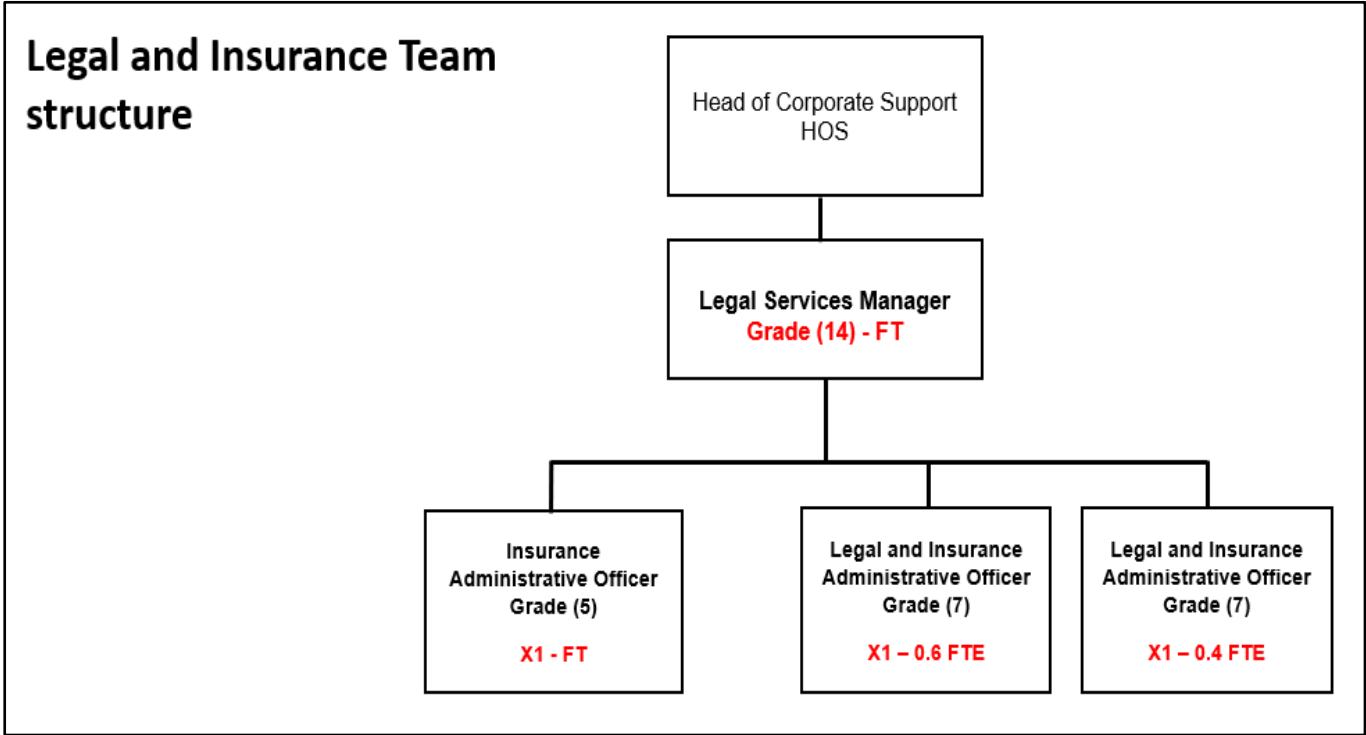 Legal and Insurance Team
structure
Head of Corporate Support
HOS
Legal Services Manager
Grade (14) - FT
Insurance
Administrative Officer
Grade (5)
X1 - FT
Legal and Insurance
Administrative Officer
Grade (7)
X1 – 0.6 FTE
Legal and Insurance
Administrative Officer
Grade (7)
X1 – 0.4 FTE